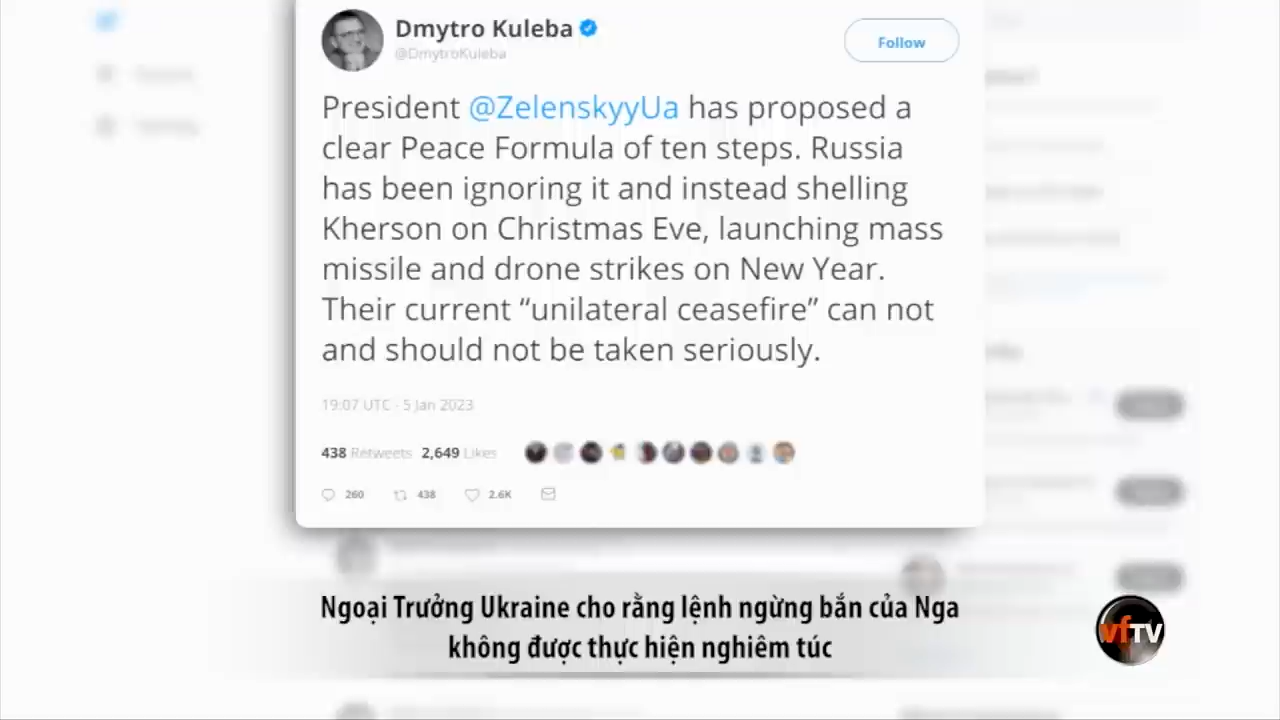 Dmytro Kuleba
@DmytroKuleba
Follow
President @ZelenskyyUa has proposed a
clear Peace Formula of ten steps. Russia
has been ignoring it and instead shelling
Kherson on Christmas Eve, launching mass
missile and drone strikes on New Year.
Their current “unilateral ceasefire” can not
and should not be taken seriously.
19:07 UTC - 5 Jan 2023
438 Retweets 2,649 Likes
260 438 2.6K
Ngoại Trưởng Ukraine cho rằng lệnh ngừng bắn của Nga
không được thực hiện nghiêm túc
vfTV